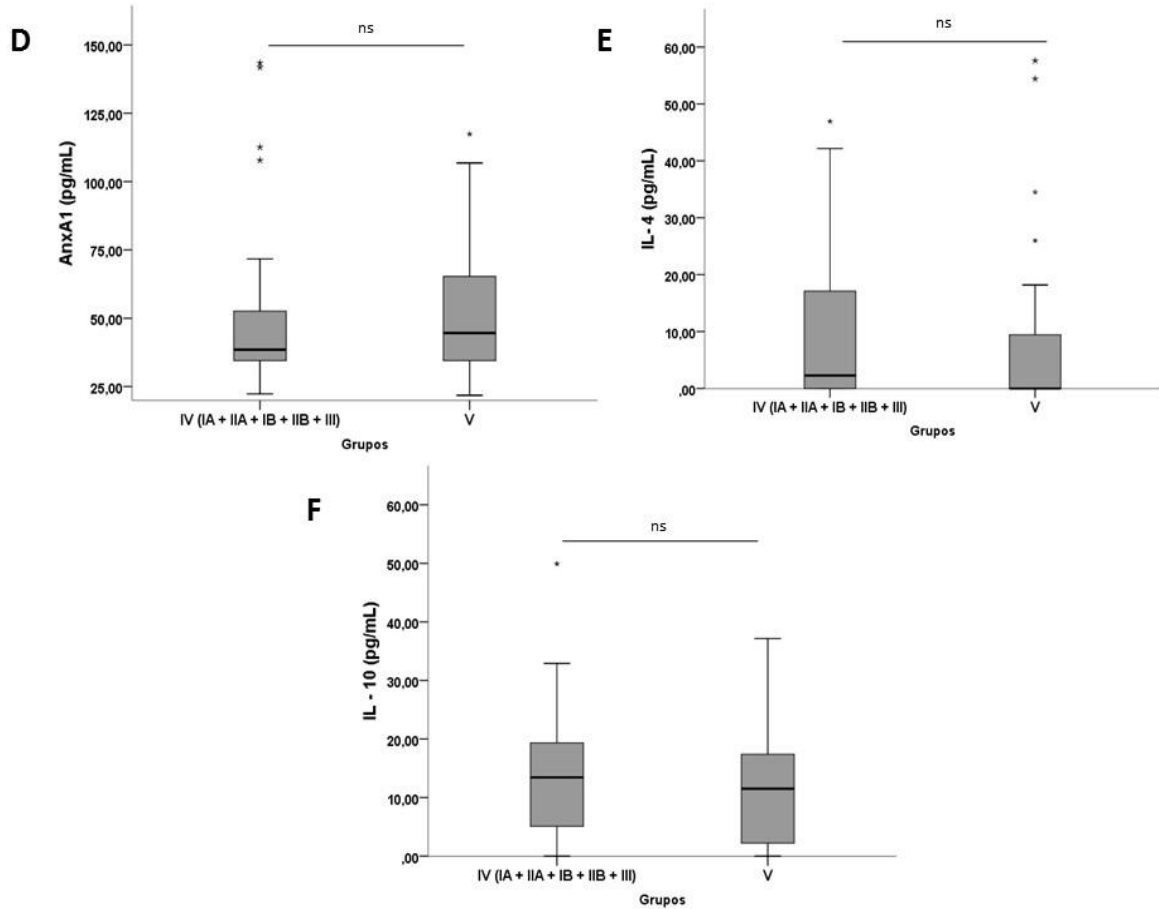 D
ns
AnxA1 (pg/mL)
150,00
125,00
100,00
75,00
50,00
25,00
IV (IA + IIA + IB + IIB + III)
V
Grupos
E
ns
IL- 4 (pg/mL)
60,00
50,00
40,00
30,00
20,00
10,00
,00
IV (IA + IIA + IB + IIB + III)
V
Grupos
F
ns
IL - 10 (pg/mL)
60,00
50,00
40,00
30,00
20,00
10,00
,00
IV (IA + IIA + IB + IIB + III)
V
Grupos